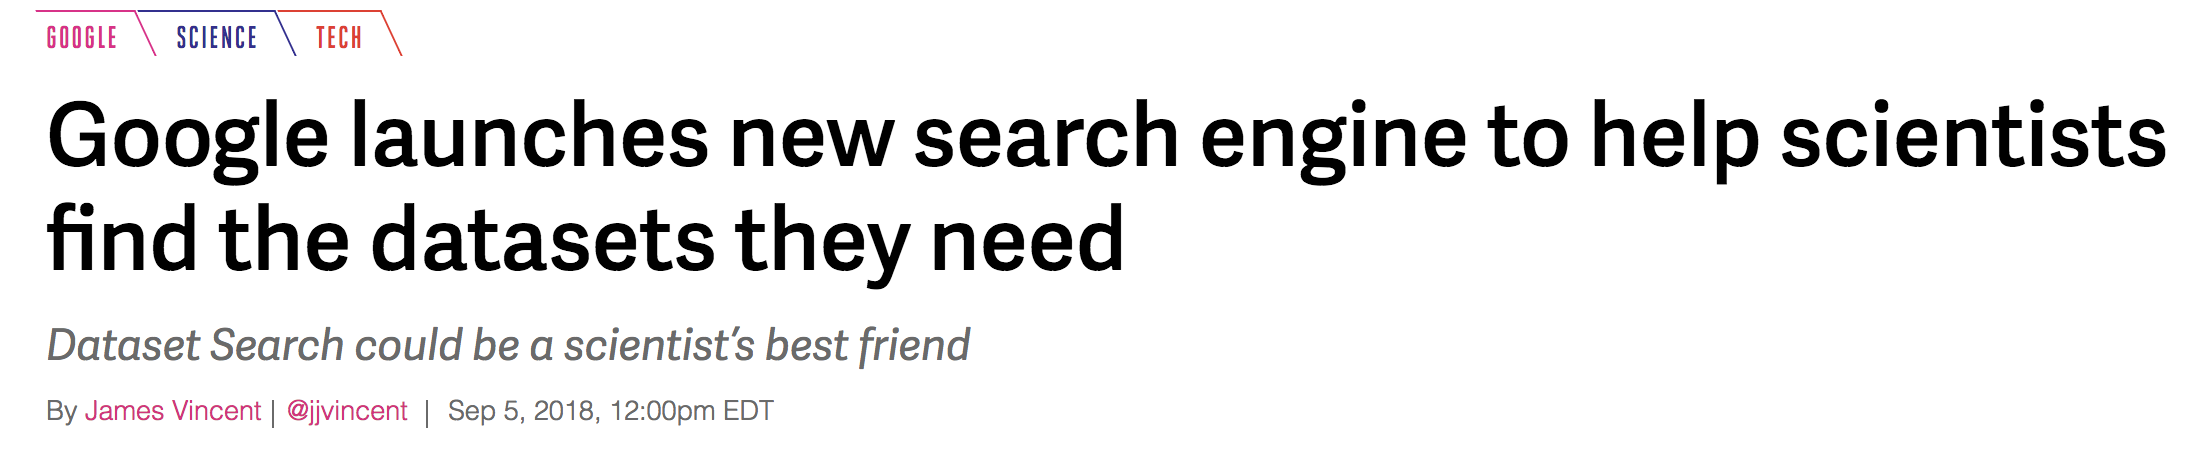 GOOGLE SCIENCE TECH
Google launches new search engine to help scientists
find the datasets they need
Dataset Search could be a scientist’s best friend
By James Vincent | @jjvincent | Sep 5, 2018, 12:00pm EDT